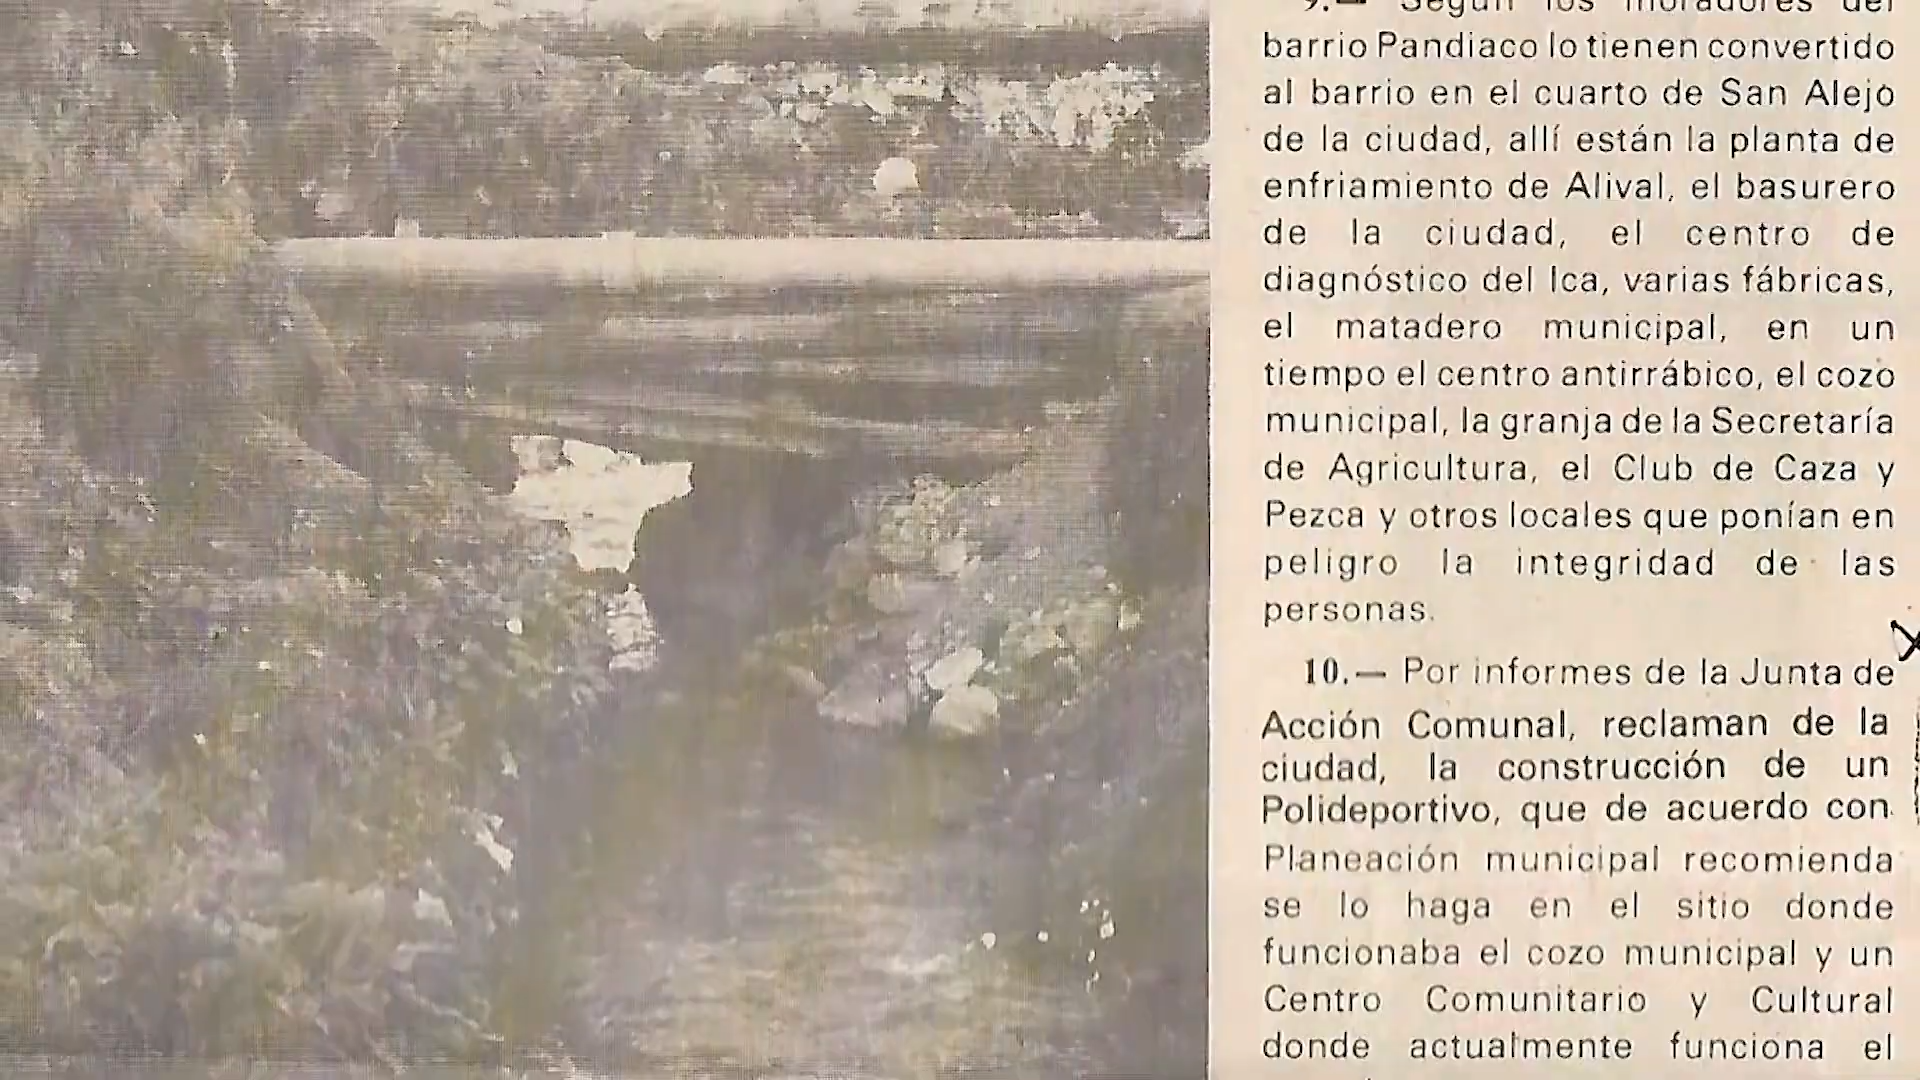 9.— Según los moradores del
barrio Pandiaco lo tienen convertido
al barrio en el cuarto de San Alejo
de la ciudad, allí están la planta de
enfriamiento de Alival, el basurero
de la ciudad, el centro de
diagnóstico del Ica, varias fábricas,
el matadero municipal, en un
tiempo el centro antirrábico, el cozo
municipal, la granja de la Secretaría
de Agricultura, el Club de Caza y
Pezca y otros locales que ponían en
peligro la integridad de las
personas.
10.— Por informes de la Junta de
Acción Comunal, reclaman de la
ciudad, la construcción de un
Polideportivo, que de acuerdo con
Planeación municipal recomienda
se lo haga en el sitio donde
funcionaba el cozo municipal y un
Centro Comunitario y Cultural
donde actualmente funciona el